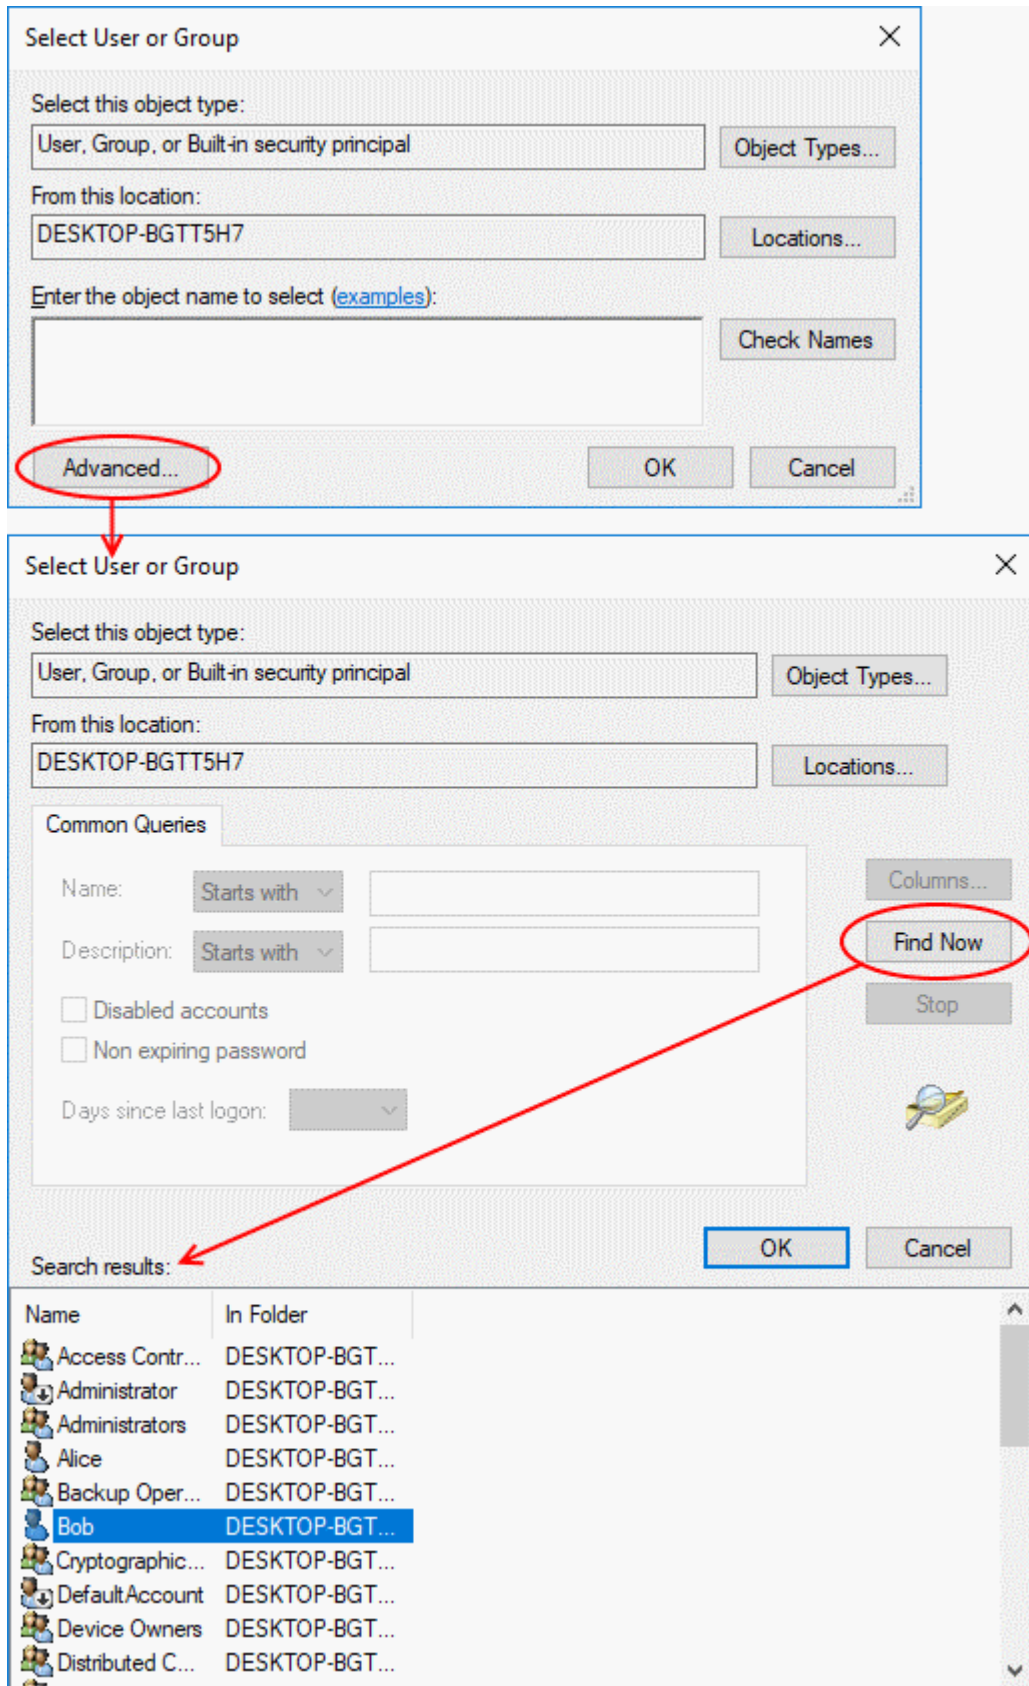 Select User or Group
Select this object type:
User, Group, or Built-in security principal
Object Types...
From this location:
DESKTOP-BGTT5H7
Locations...
Enter the object name to select (examples):
Check Names
Advanced...
OK
Cancel
Select User or Group
Select this object type:
User, Group, or Built-in security principal
Object Types...
From this location:
DESKTOP-BGTT5H7
Locations...
Common Queries
Name: Starts with
Columns...
Description: Starts with
Find Now
Disabled accounts
Stop
Non expiring password
Days since last logon:
OK
Cancel
Search results:
Name In Folder
Access Contr... DESKTOP-BGT...
Administrator DESKTOP-BGT...
Administrators DESKTOP-BGT...
Alice DESKTOP-BGT...
Backup Oper... DESKTOP-BGT...
Bob DESKTOP-BGT...
Cryptographic... DESKTOP-BGT...
DefaultAccount DESKTOP-BGT...
Device Owners DESKTOP-BGT...
Distributed C... DESKTOP-BGT...